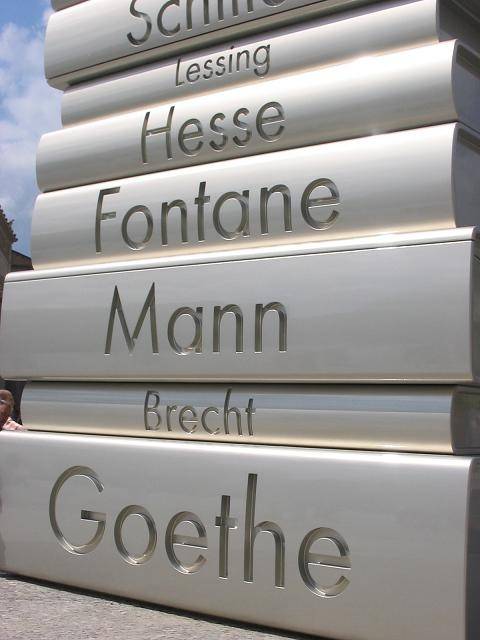 Lessing
Hesse
Fontane
Mann
Brecht
Goethe